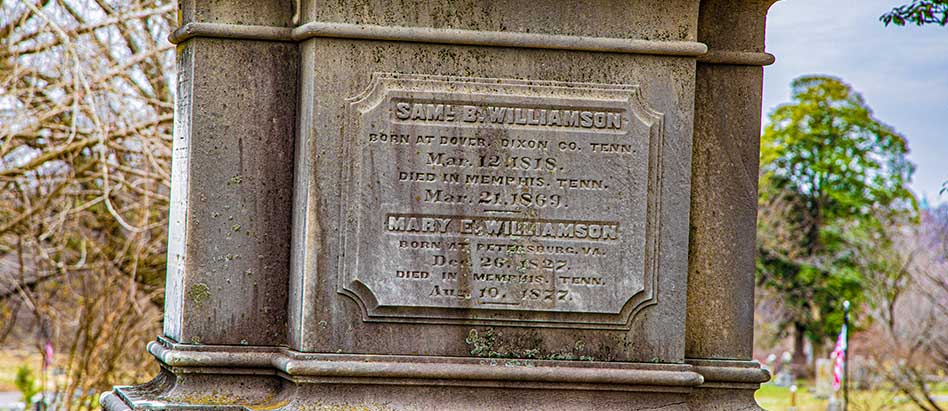 SAML B. WILLIAMSON
BORN AT DOVER, DIXON CO. TENN.
Mar. 12. 1818.
DIED IN MEMPHIS. TENN.
Mar. 21. 1869.
MARY E. WILLIAMSON
BORN AT PETERSBURG, VA.
Dec. 26. 1827.
DIED IN MEMPHIS. TENN.
Aug. 10. 1877.